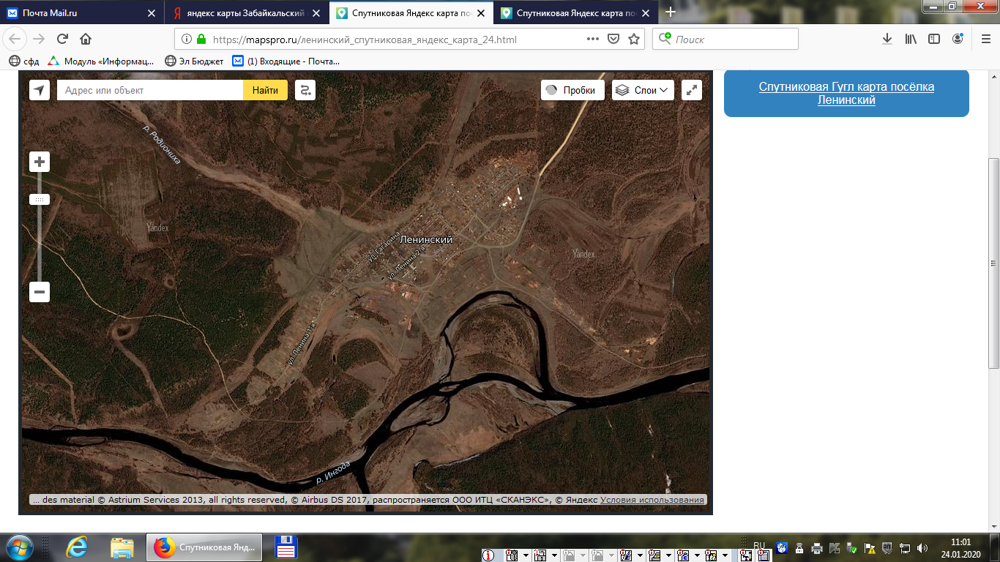 Почта Mail.ru
яндекс карты Забайкальский
Спутниковая Яндекс карта по
Спутниковая Яндекс карта по
https://mapspro.ru/ленинский_спутниковая_яндекс_карта_24.html
Поиск
сфд
Модуль «Информац...
Эл Бюджет
(1) Входящие - Почта...
Адрес или объект
Найти
Пробки
Слои
Спутниковая Гугл карта посёлка
Ленинский
р. Родиониха
Yandex
Ленинский
ул. Гагарина
ул. Ленина 2-я
Yandex
ул. Ленина 1-я
р. Ингода
... des material © Astrium Services 2013, all rights reserved, © Airbus DS 2017, распространяется ООО ИТЦ «СКАНЭКС», © Яндекс Условия использования
Спутниковая Янд...
RU
11:01
24.01.2020